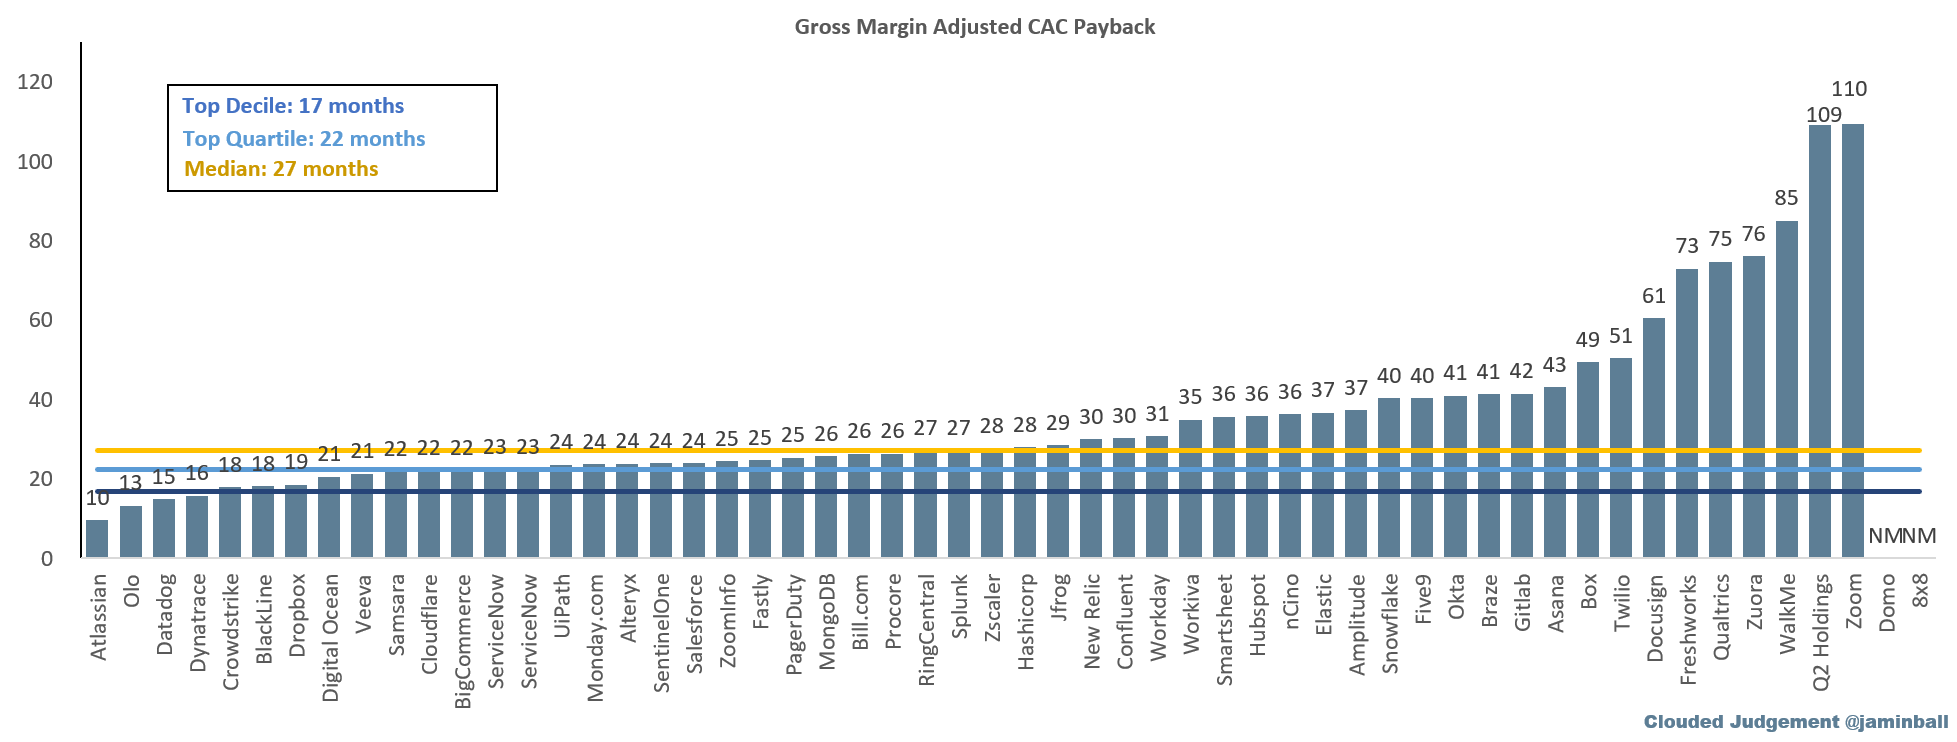 Gross Margin Adjusted CAC Payback
Top Decile: 17 months
Top Quartile: 22 months
Median: 27 months
120
100
80
60
40
20
0
10 13 15 16 18 18 19 21 21 22 22 22 23 23 24 24 24 24 24 25 25 25 26 26 26 27 27 28 28 29 30 30 31 35 36 36 36 37 37 40 40 41 41 42 43 49 51 61 73 75 76 85 109 110 NM NM
Atlassian
Olo
Datadog
Dynatrace
Crowdstrike
BlackLine
Dropbox
Digital Ocean
Veeva
Samsara
Cloudflare
BigCommerce
ServiceNow
ServiceNow
UiPath
Monday.com
Alteryx
SentinelOne
Salesforce
ZoomInfo
Fastly
PagerDuty
MongoDB
Bill.com
Procore
RingCentral
Splunk
Zscaler
Hashicorp
Jfrog
New Relic
Confluent
Workday
Workiva
Smartsheet
Hubspot
nCino
Elastic
Amplitude
Snowflake
Five9
Okta
Braze
Gitlab
Asana
Box
Twilio
Docusign
Freshworks
Qualtrics
Zuora
WalkMe
Q2 Holdings
Zoom
Domo
8x8
Clouded Judgement @jaminball